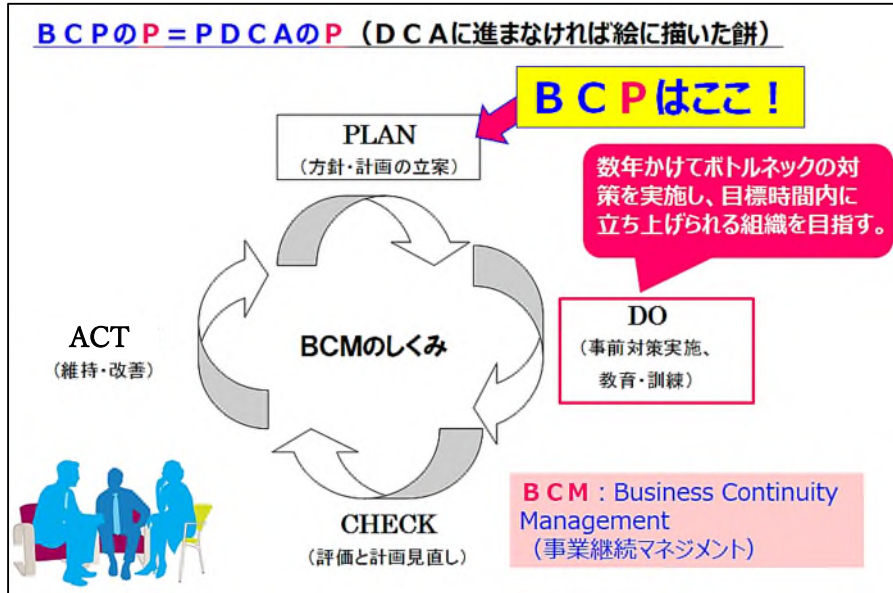 ＢＣＰのＰ＝ＰＤＣＡのＰ（ＤＣＡに進まなければ絵に描いた餅）
ＢＣＰはここ！
PLAN
（方針・計画の立案）
数年かけてボトルネックの対
策を実施し、目標時間内に
立ち上げられる組織を目指す。
DO
（事前対策実施、
教育・訓練）
ACT
（維持・改善）
BCMのしくみ
CHECK
（評価と計画見直し）
ＢＣＭ：Business Continuity
Management
（事業継続マネジメント）